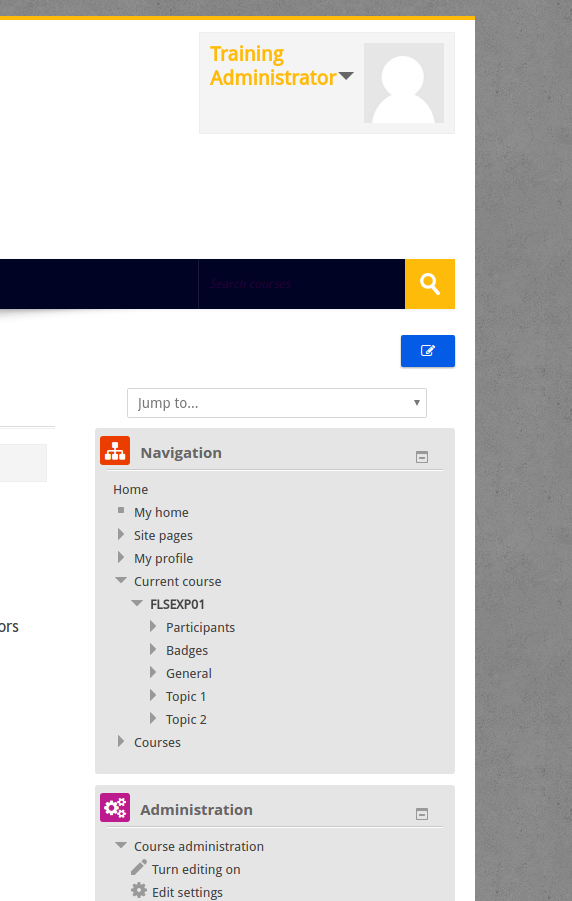 Training
Administrator
Search courses
Jump to...
Navigation
Home
My home
Site pages
My profile
Current course
FLSEXP01
Participants
Badges
General
Topic 1
Topic 2
Courses
ors
Administration
Course administration
Turn editing on
Edit settings